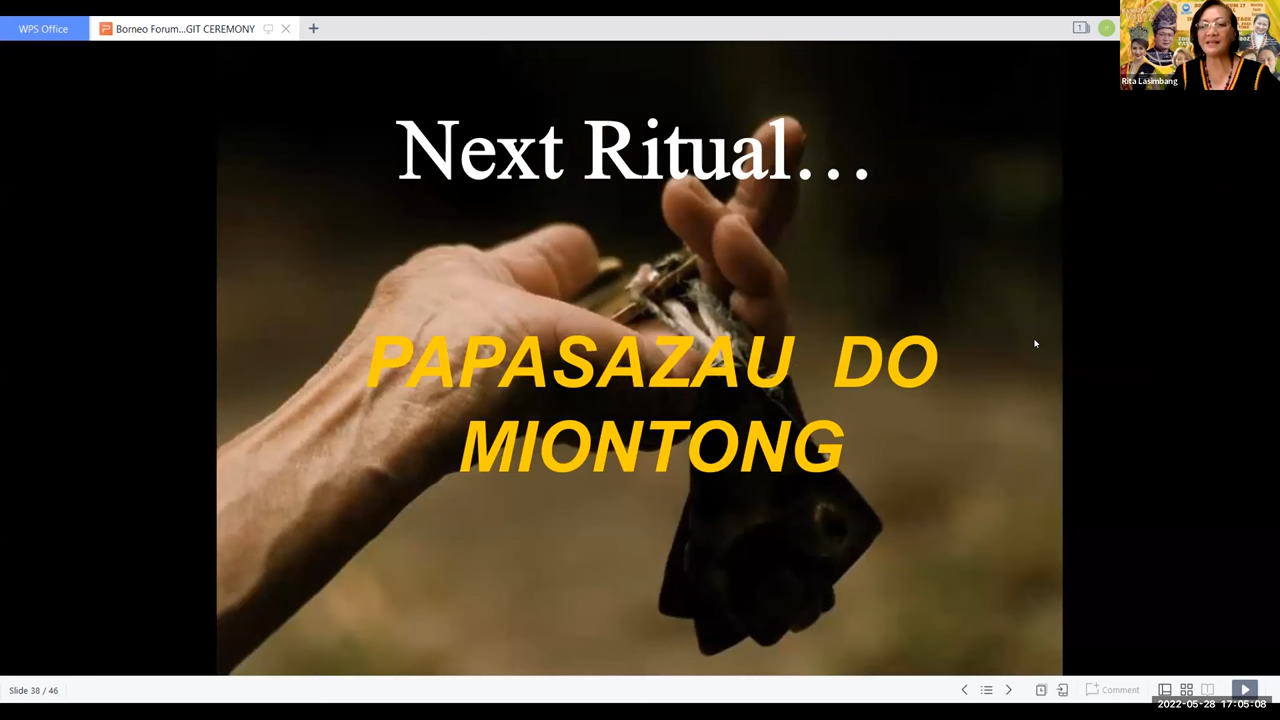 WPS Office
Borneo Forum...GIT CEREMONY
1
Rita Lasimbang
Next Ritual...
PAPASAZAU DO
MIONTONG
Slide 38 / 46
Comment
2022-05-28 17:05:08